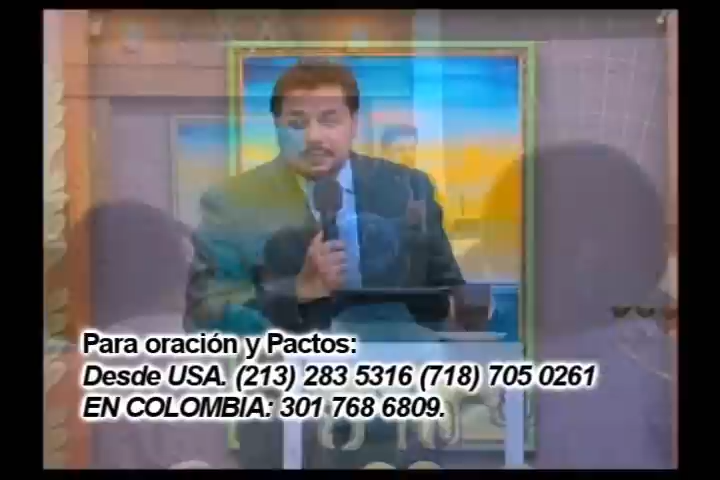 Para oración y Pactos:
Desde USA. (213) 283 5316 (718) 705 0261
EN COLOMBIA: 301 768 6809.